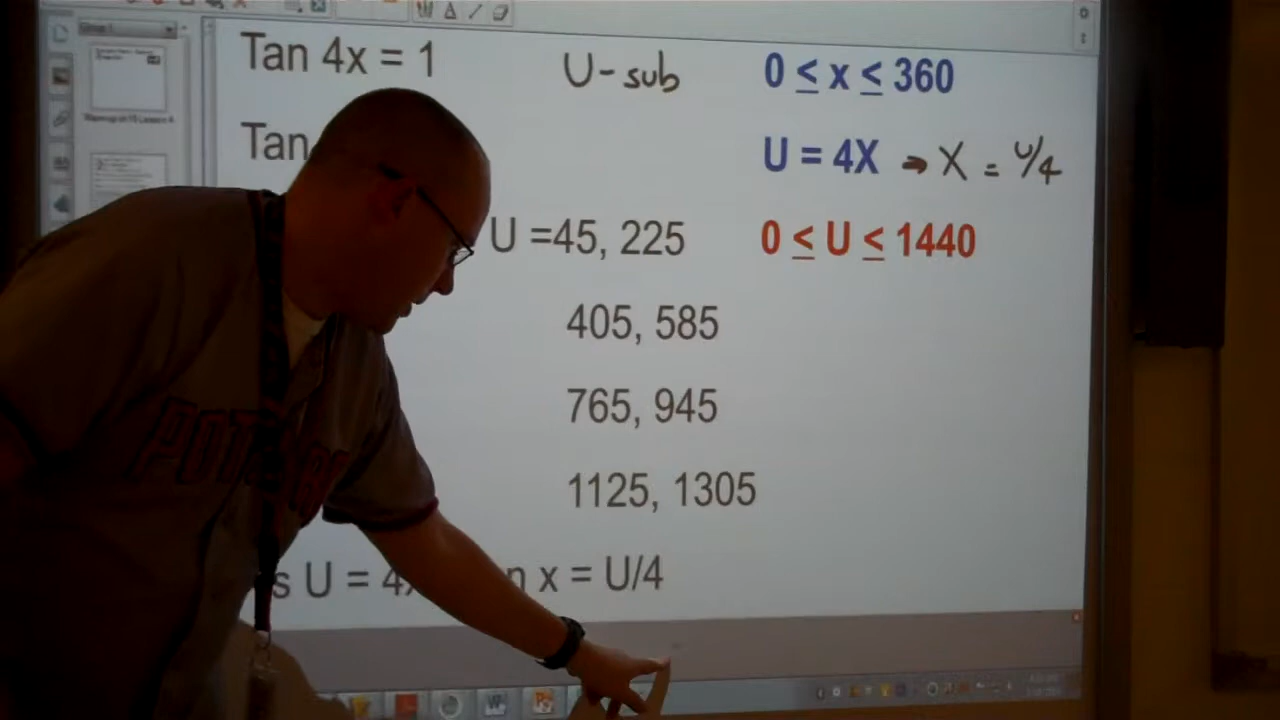 Tan 4x = 1
U-sub
0 ≤ x ≤ 360
Tan
U = 4X → X = U/4
U =45, 225
0 ≤ U ≤ 1440
405, 585
765, 945
1125, 1305
s U = 4x
n x = U/4